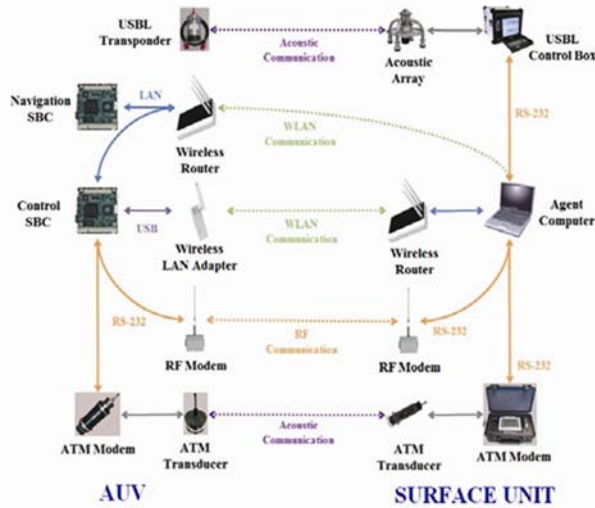 USBL
Transponder
Acoustic
Communication
Acoustic
Array
USBL
Control Box
Navigation
SBC
LAN
RS-232
WLAN
Communication
Wireless
Router
Control
SBC
USB
Wireless
LAN Adapter
WLAN
Communication
Wireless
Router
Agent
Computer
RS-232
RF
Communication
RS-232
RF Modem
RF Modem
RS-232
ATM Modem
ATM
Transducer
Acoustic
Communication
ATM
Transducer
ATM Modem
AUV
SURFACE UNIT